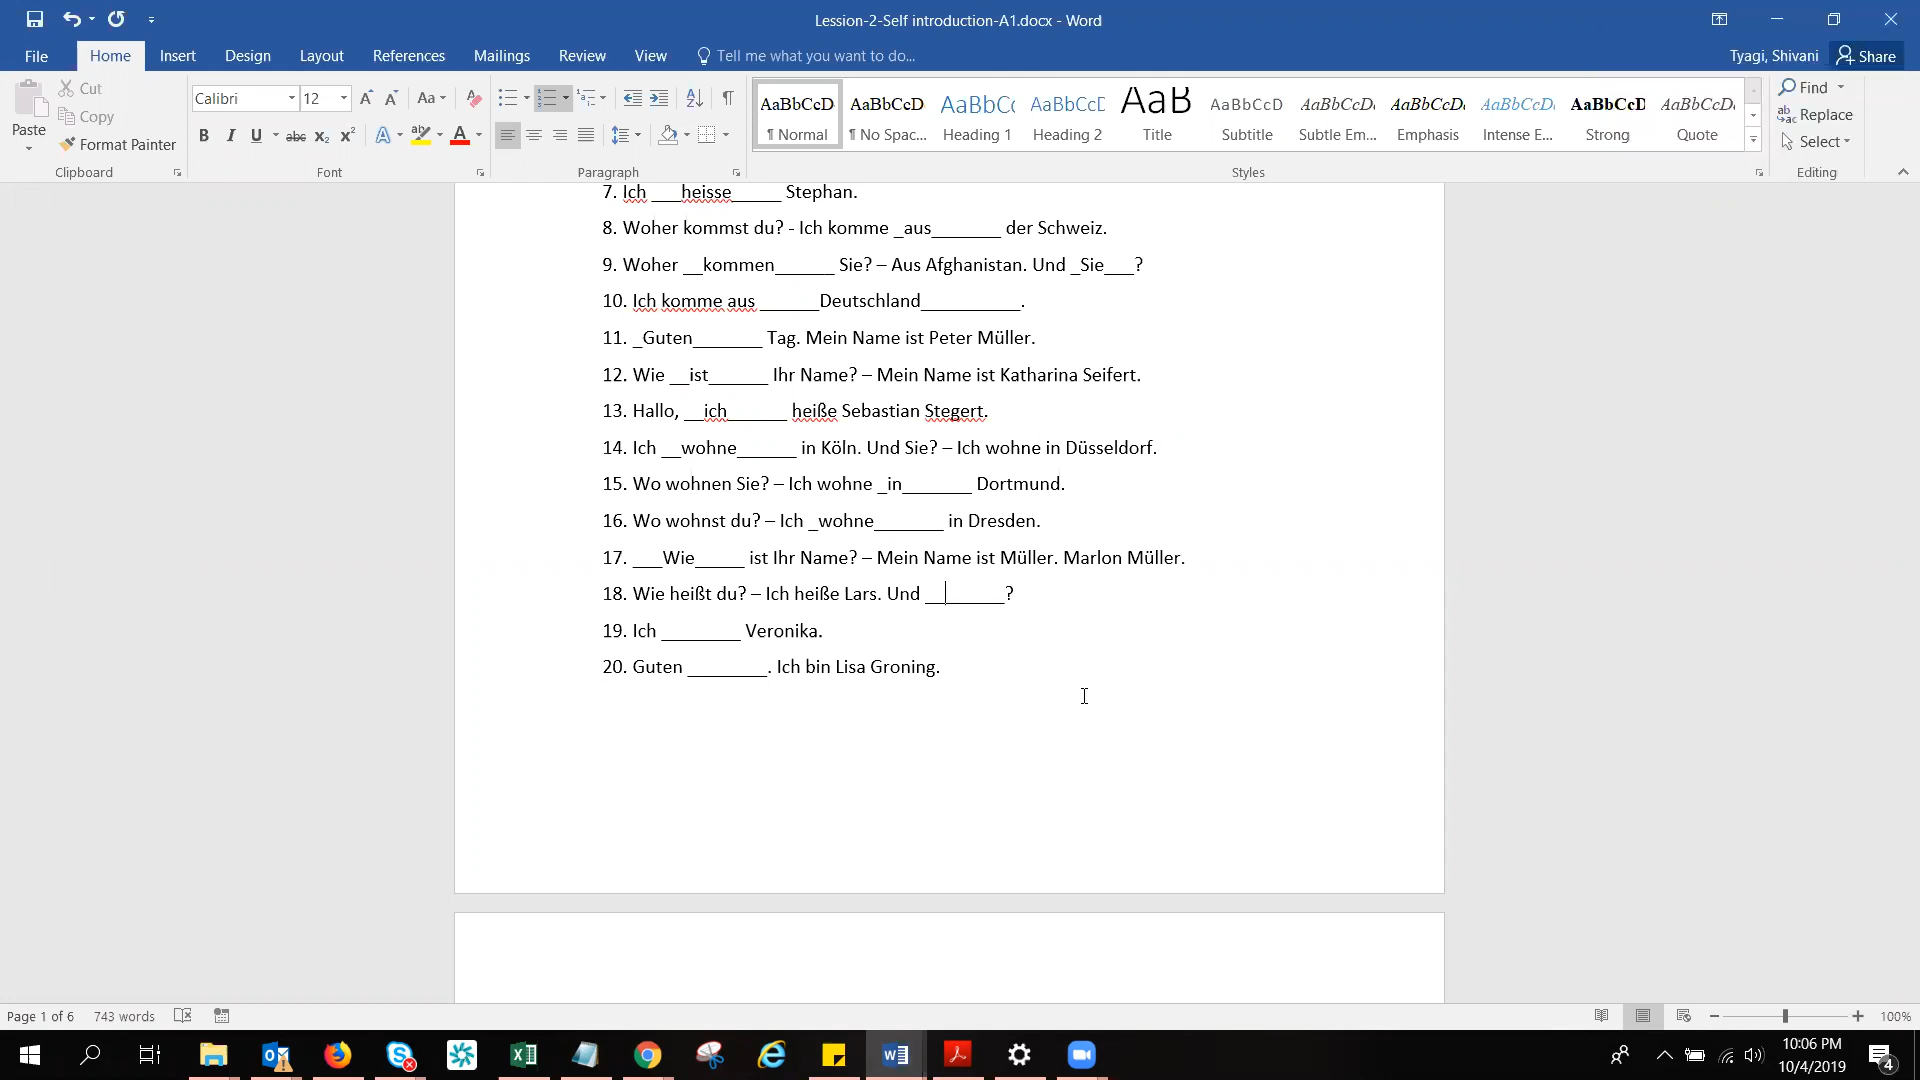 Lession-2-Self introduction-A1.docx - Word
File Home Insert Design Layout References Mailings Review View Tell me what you want to do... Tyagi, Shivani Share
Paste Cut Copy Format Painter
Clipboard
Calibri 12
Aa
B I U abc X₂ X² A A
Font
Paragraph
AaBbCcD AaBbCcD AaBbC AaBbCcD AaB AaBbCcD AaBbCcD AaBbCcD AaBbCcD AaBbCcD AaBbCcD
¶ Normal ¶ No Spac... Heading 1 Heading 2 Title Subtitle Subtle Em... Emphasis Intense E... Strong Quote
Styles
Find
Replace
Select
Editing
7. Ich ___heisse_____ Stephan.
8. Woher kommst du? - Ich komme _aus_______ der Schweiz.
9. Woher __kommen______ Sie? – Aus Afghanistan. Und _Sie___?
10. Ich komme aus ______Deutschland__________.
11. _Guten_______ Tag. Mein Name ist Peter Müller.
12. Wie __ist______ Ihr Name? – Mein Name ist Katharina Seifert.
13. Hallo, __ich______ heiße Sebastian Stegert.
14. Ich __wohne______ in Köln. Und Sie? – Ich wohne in Düsseldorf.
15. Wo wohnen Sie? – Ich wohne _in_______ Dortmund.
16. Wo wohnst du? – Ich _wohne_______ in Dresden.
17. ___Wie_____ ist Ihr Name? – Mein Name ist Müller. Marlon Müller.
18. Wie heißt du? – Ich heiße Lars. Und ________?
19. Ich ________ Veronika.
20. Guten ________. Ich bin Lisa Groning.
Page 1 of 6 743 words 100%
10:06 PM
10/4/2019
4